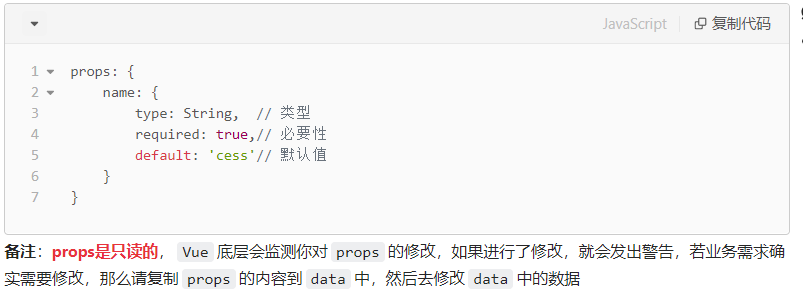 JavaScript 复制代码
1 props: {
2 name: {
3 type: String, // 类型
4 required: true,// 必要性
5 default: 'cess'// 默认值
6 }
7 }
备注：props是只读的， Vue 底层会监测你对 props 的修改，如果进行了修改，就会发出警告，若业务需求确
实需要修改，那么请复制 props 的内容到 data 中，然后去修改 data 中的数据